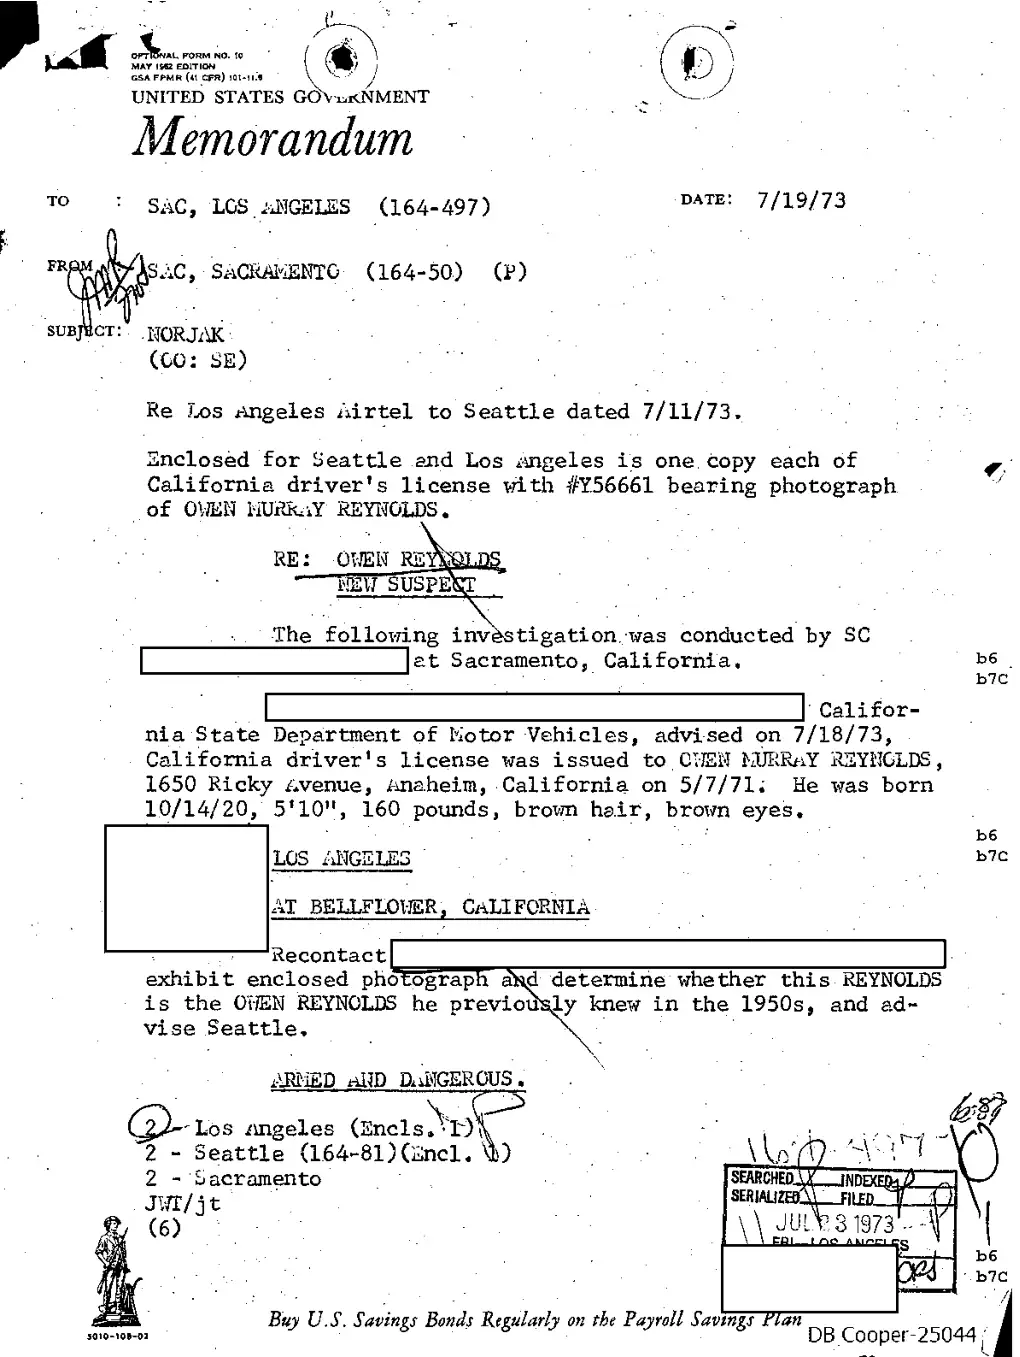 OPTIONAL FORM NO. 10
MAY 1962 EDITION
GSA FPMR (41 CFR) 101-11.6
UNITED STATES GOVERNMENT
Memorandum
TO : SAC, LOS ANGELES (164-497) DATE: 7/19/73
FROM : SAC, SACRAMENTO (164-50) (P)
SUBJECT: NORJAK
(OO: SE)
Re Los Angeles Airtel to Seattle dated 7/11/73.
Enclosed for Seattle and Los Angeles is one copy each of
California driver's license with #Y56661 bearing photograph
of OWEN MURRAY REYNOLDS.
RE: OWEN REYNOLDS
NEW SUSPECT
The following investigation was conducted by SC
at Sacramento, California. b6
b7C
Califor-
nia State Department of Motor Vehicles, advised on 7/18/73,
California driver's license was issued to OWEN MURRAY REYNOLDS,
1650 Ricky Avenue, Anaheim, California on 5/7/71. He was born
10/14/20, 5'10", 160 pounds, brown hair, brown eyes.
b6
b7C
LOS ANGELES
AT BELLFLOWER, CALIFORNIA
Recontact
exhibit enclosed photograph and determine whether this REYNOLDS
is the OWEN REYNOLDS he previously knew in the 1950s, and ad-
vise Seattle.
ARMED AND DANGEROUS.
2 - Los Angeles (Encls. 1)
2 - Seattle (164-81)(Encl. 1)
2 - Sacramento
JWT/jt
(6)
164-497-
SEARCHED INDEXED
SERIALIZED FILED
JUL 23 1973
FBI - LOS ANGELES
b6
b7C
5010-108-02
Buy U.S. Savings Bonds Regularly on the Payroll Savings Plan
DB Cooper-25044